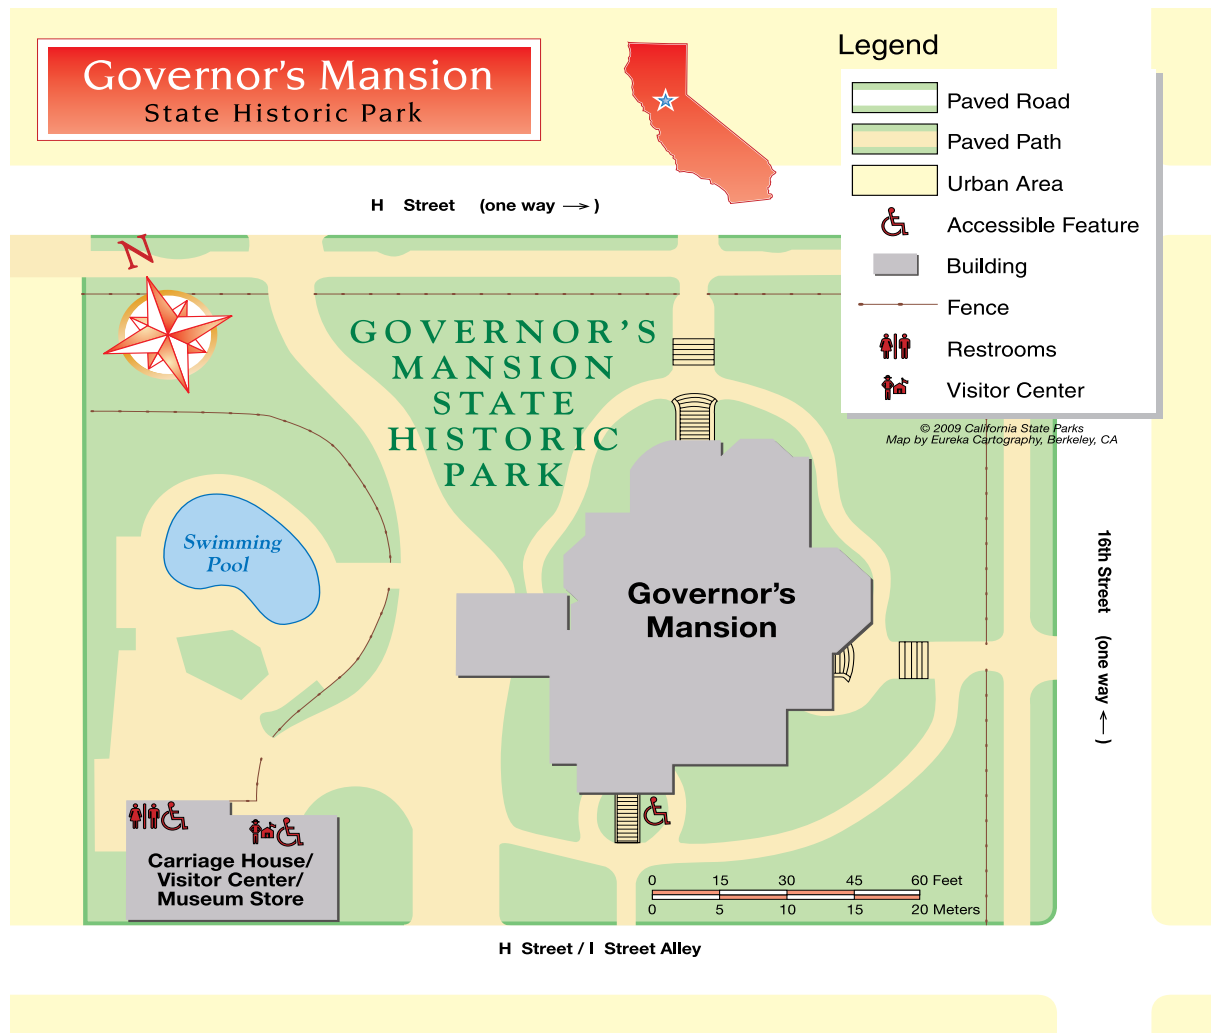 Governor's Mansion
State Historic Park
Legend
Paved Road
Paved Path
Urban Area
Accessible Feature
Building
Fence
Restrooms
Visitor Center
© 2009 California State Parks
Map by Eureka Cartography, Berkeley, CA
H Street (one way →)
N
GOVERNOR'S
MANSION
STATE
HISTORIC
PARK
Swimming
Pool
Governor's
Mansion
16th Street (one way ←)
Carriage House/
Visitor Center/
Museum Store
0 15 30 45 60 Feet
0 5 10 15 20 Meters
H Street / I Street Alley